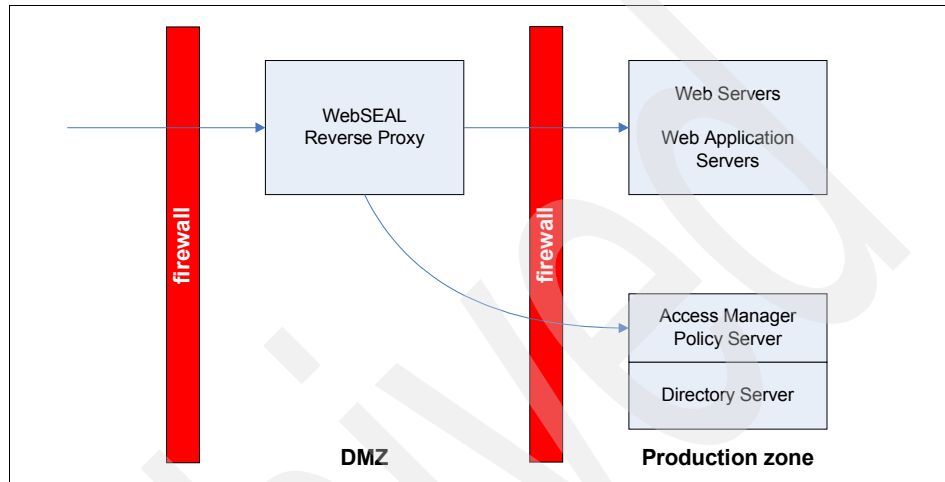 firewall
WebSEAL
Reverse Proxy
firewall
Web Servers
Web Application
Servers
Access Manager
Policy Server
Directory Server
DMZ
Production zone